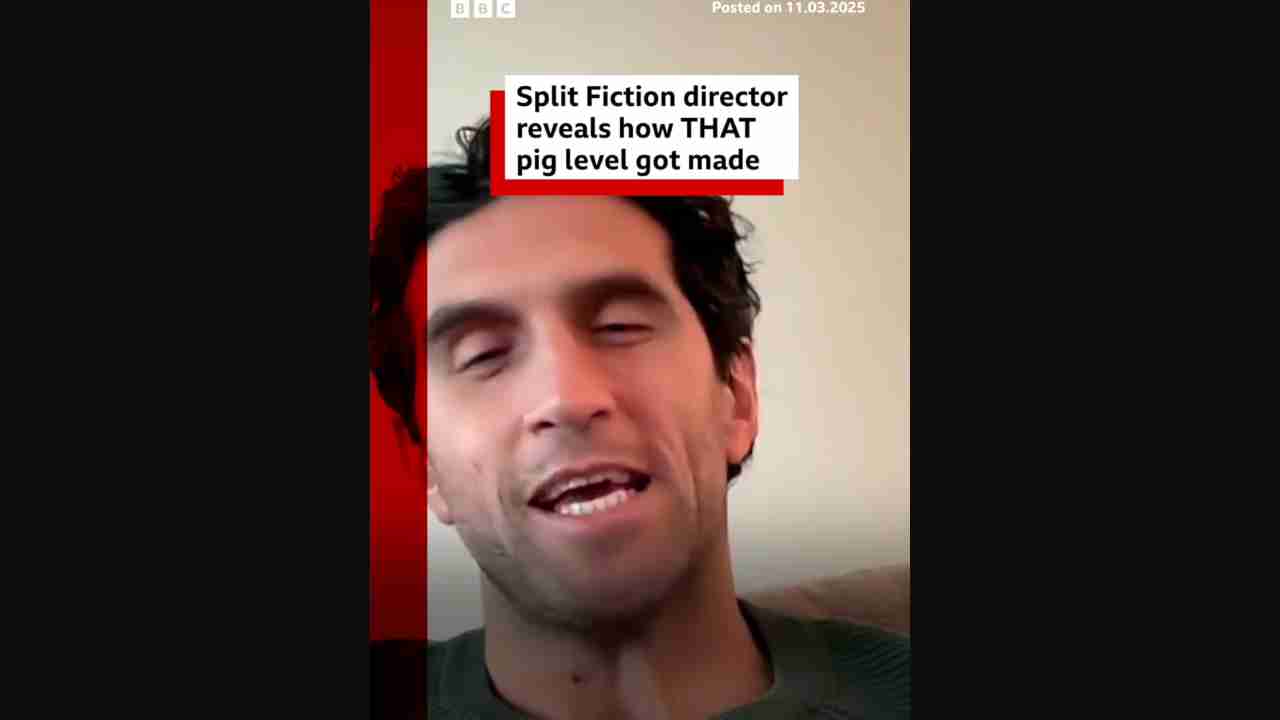 BBC
Posted on 11.03.2025
Split Fiction director
reveals how THAT
pig level got made